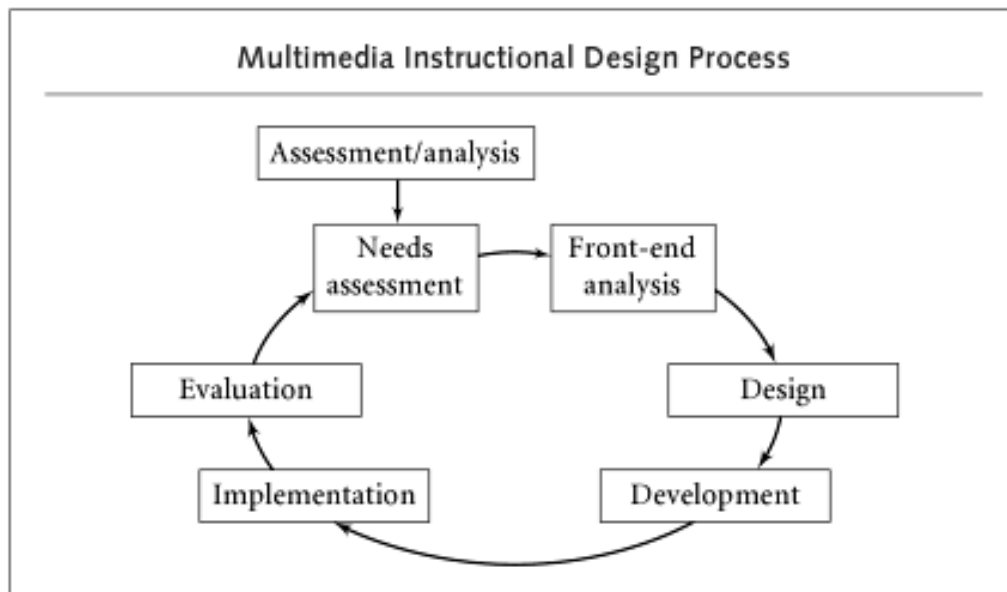 Multimedia Instructional Design Process
Assessment/analysis
Needs
assessment
Front-end
analysis
Design
Development
Implementation
Evaluation